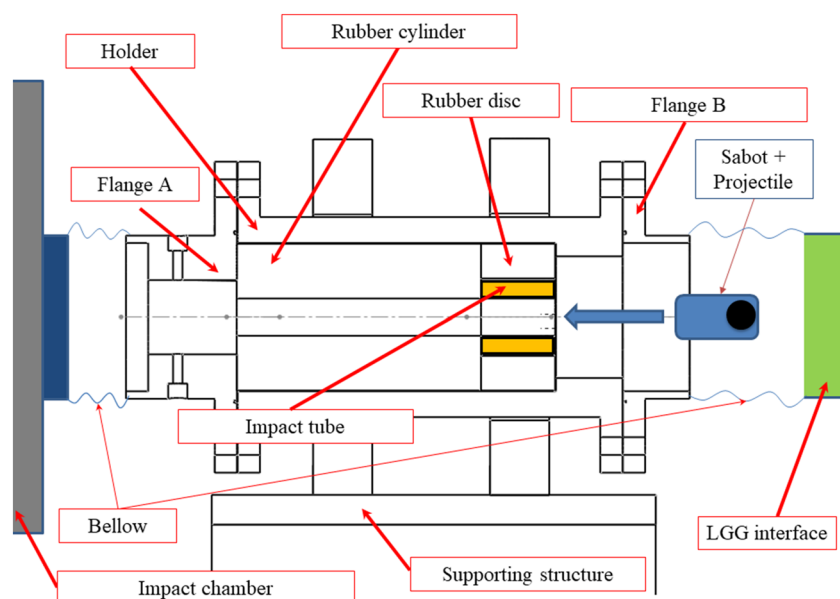 Rubber cylinder
Holder
Rubber disc
Flange B
Sabot +
Projectile
Flange A
Impact tube
Bellow
LGG interface
Supporting structure
Impact chamber